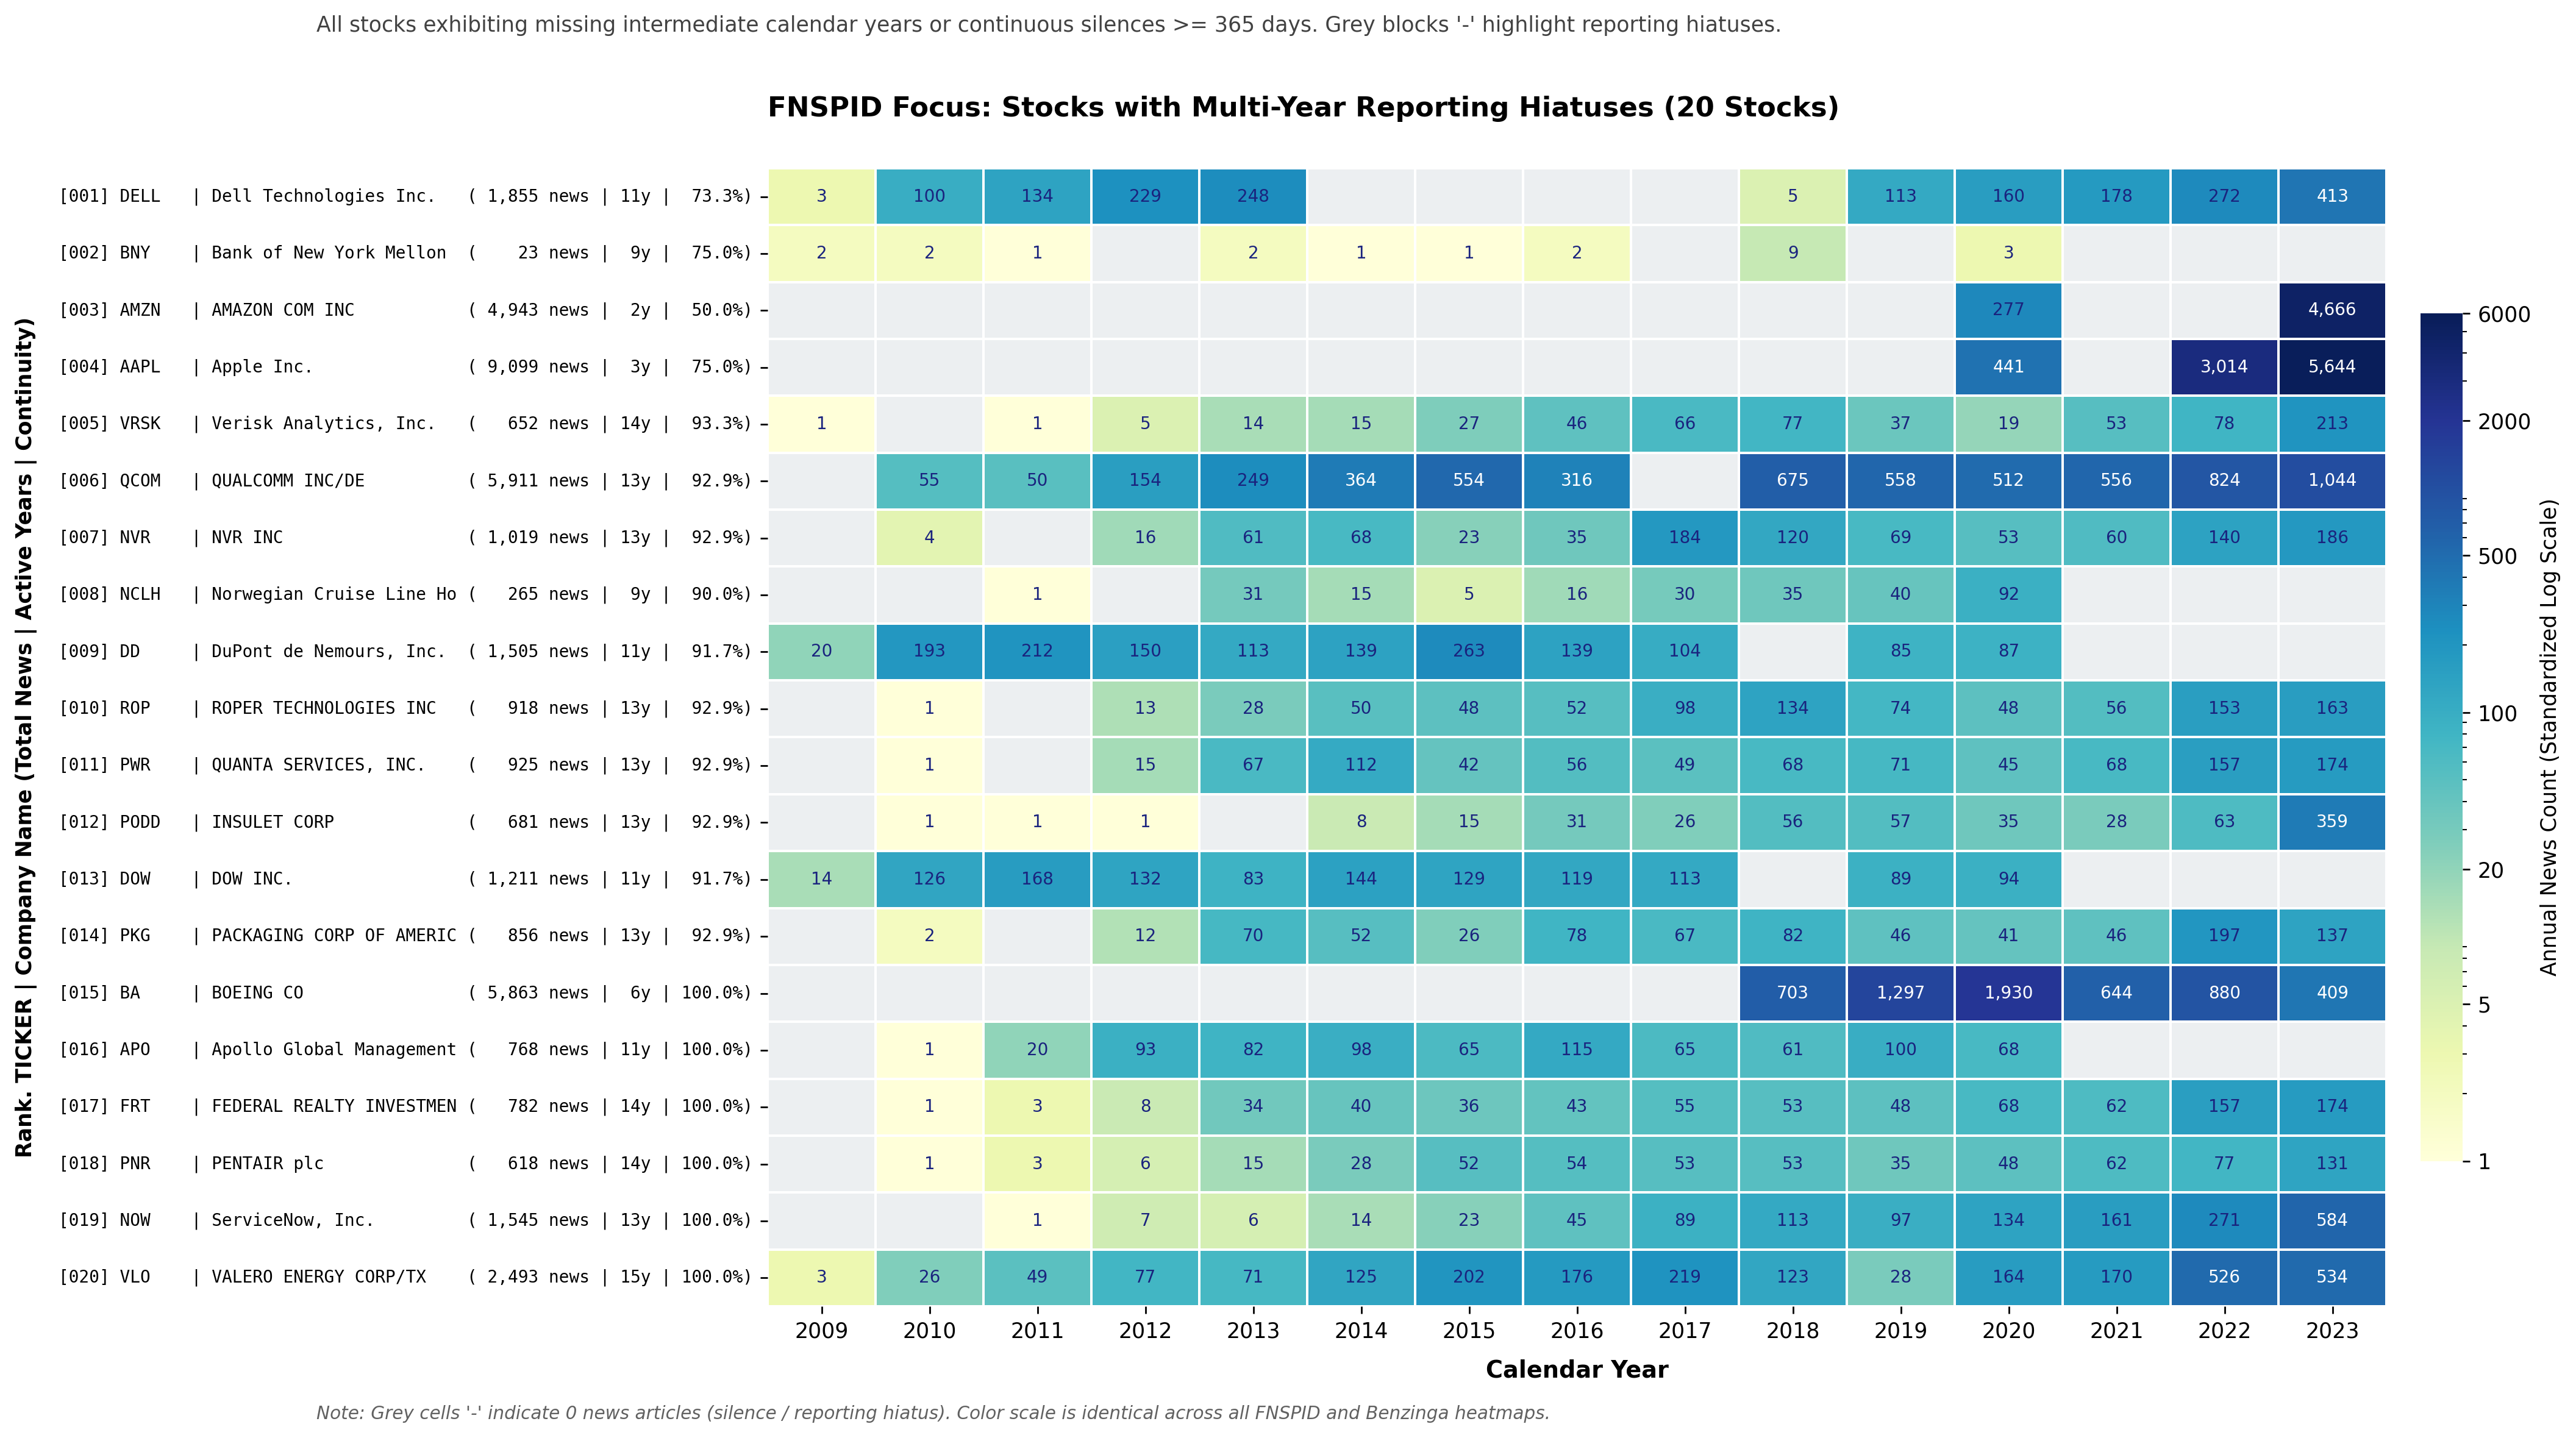 All stocks exhibiting missing intermediate calendar years or continuous silences >= 365 days. Grey blocks '-' highlight reporting hiatuses.
FNSPID Focus: Stocks with Multi-Year Reporting Hiatuses (20 Stocks)
Rank. TICKER | Company Name (Total News | Active Years | Continuity)
[001] DELL | Dell Technologies Inc. ( 1,855 news | 11y | 73.3%) 3 100 134 229 248 5 113 160 178 272 413
[002] BNY | Bank of New York Mellon ( 23 news | 9y | 75.0%) 2 2 1 2 1 1 2 9 3
[003] AMZN | AMAZON COM INC ( 4,943 news | 2y | 50.0%) 277 4,666
[004] AAPL | Apple Inc. ( 9,099 news | 3y | 75.0%) 441 3,014 5,644
[005] VRSK | Verisk Analytics, Inc. ( 652 news | 14y | 93.3%) 1 1 5 14 15 27 46 66 77 37 19 53 78 213
[006] QCOM | QUALCOMM INC/DE ( 5,911 news | 13y | 92.9%) 55 50 154 249 364 554 316 675 558 512 556 824 1,044
[007] NVR | NVR INC ( 1,019 news | 13y | 92.9%) 4 16 61 68 23 35 184 120 69 53 60 140 186
[008] NCLH | Norwegian Cruise Line Ho ( 265 news | 9y | 90.0%) 1 31 15 5 16 30 35 40 92
[009] DD | DuPont de Nemours, Inc. ( 1,505 news | 11y | 91.7%) 20 193 212 150 113 139 263 139 104 85 87
[010] ROP | ROPER TECHNOLOGIES INC ( 918 news | 13y | 92.9%) 1 13 28 50 48 52 98 134 74 48 56 153 163
[011] PWR | QUANTA SERVICES, INC. ( 925 news | 13y | 92.9%) 1 15 67 112 42 56 49 68 71 45 68 157 174
[012] PODD | INSULET CORP ( 681 news | 13y | 92.9%) 1 1 1 8 15 31 26 56 57 35 28 63 359
[013] DOW | DOW INC. ( 1,211 news | 11y | 91.7%) 14 126 168 132 83 144 129 119 113 89 94
[014] PKG | PACKAGING CORP OF AMERIC ( 856 news | 13y | 92.9%) 2 12 70 52 26 78 67 82 46 41 46 197 137
[015] BA | BOEING CO ( 5,863 news | 6y | 100.0%) 703 1,297 1,930 644 880 409
[016] APO | Apollo Global Management ( 768 news | 11y | 100.0%) 1 20 93 82 98 65 115 65 61 100 68
[017] FRT | FEDERAL REALTY INVESTMEN ( 782 news | 14y | 100.0%) 1 3 8 34 40 36 43 55 53 48 68 62 157 174
[018] PNR | PENTAIR plc ( 618 news | 14y | 100.0%) 1 3 6 15 28 52 54 53 53 35 48 62 77 131
[019] NOW | ServiceNow, Inc. ( 1,545 news | 13y | 100.0%) 1 7 6 14 23 45 89 113 97 134 161 271 584
[020] VLO | VALERO ENERGY CORP/TX ( 2,493 news | 15y | 100.0%) 3 26 49 77 71 125 202 176 219 123 28 164 170 526 534
2009 2010 2011 2012 2013 2014 2015 2016 2017 2018 2019 2020 2021 2022 2023
Calendar Year
6000
2000
500
100
20
5
1
Annual News Count (Standardized Log Scale)
Note: Grey cells '-' indicate 0 news articles (silence / reporting hiatus). Color scale is identical across all FNSPID and Benzinga heatmaps.